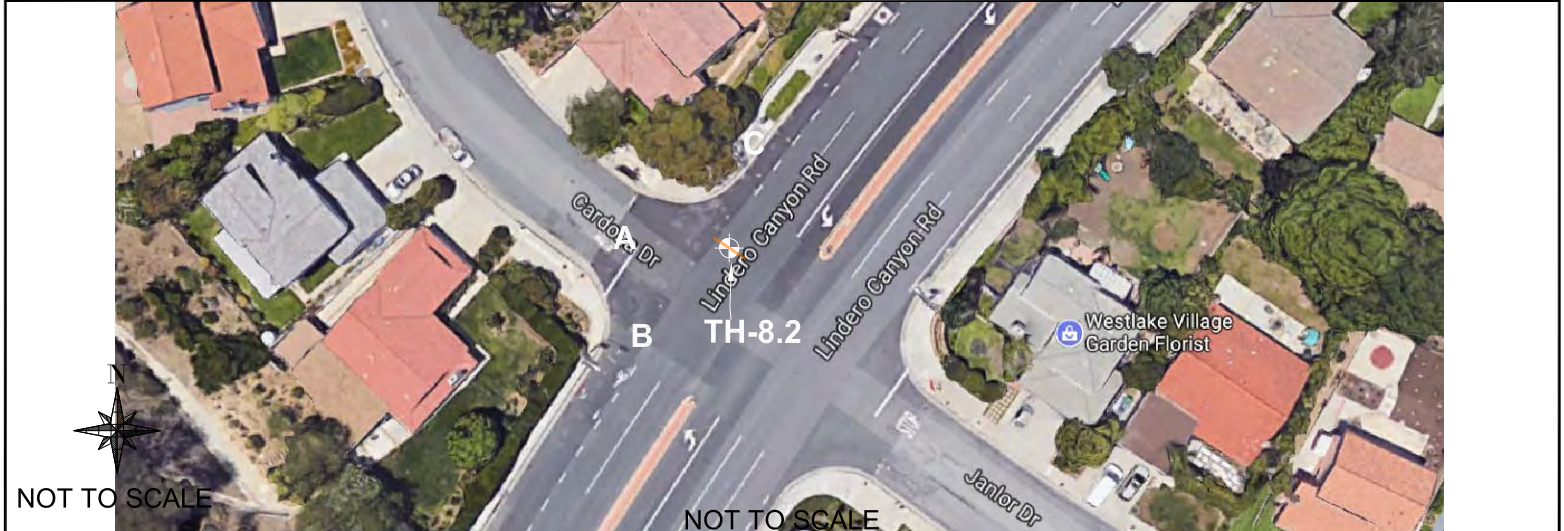 C
Lindero Canyon Rd
Cardona Dr
A
Lindero Canyon Rd
B
TH-8.2
Westlake Village
Garden Florist
N
NOT TO SCALE
Janlor Dr
NOT TO SCALE